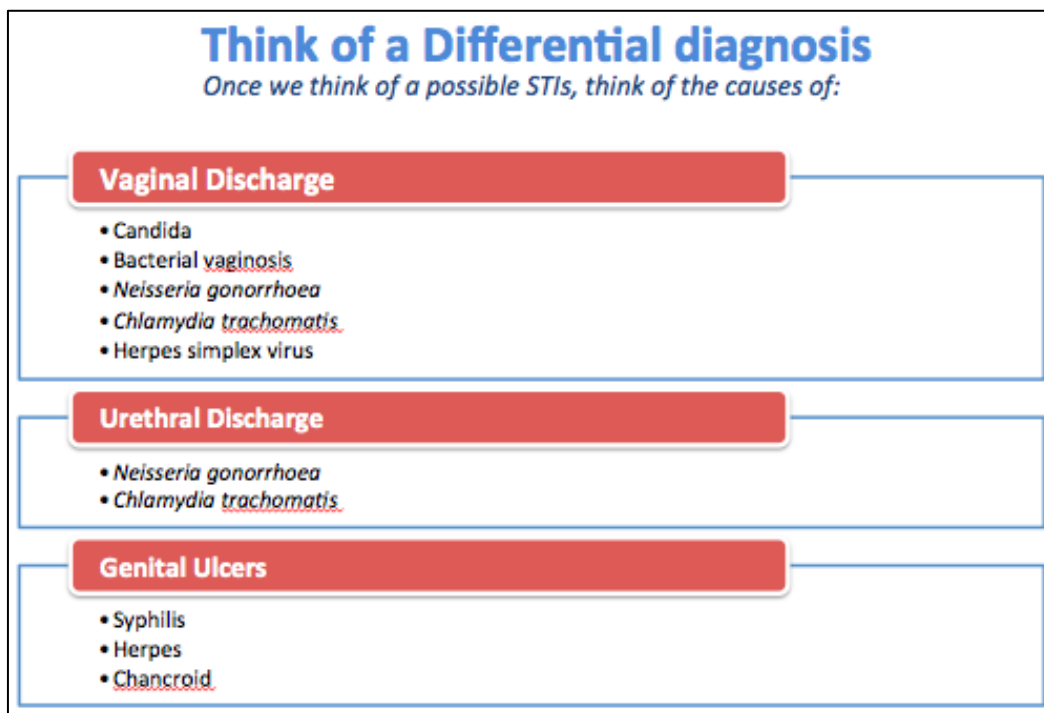 Think of a Differential diagnosis
Once we think of a possible STIs, think of the causes of:
Vaginal Discharge
• Candida
• Bacterial vaginosis
• Neisseria gonorrhoea
• Chlamydia trachomatis
• Herpes simplex virus
Urethral Discharge
• Neisseria gonorrhoea
• Chlamydia trachomatis
Genital Ulcers
• Syphilis
• Herpes
• Chancroid